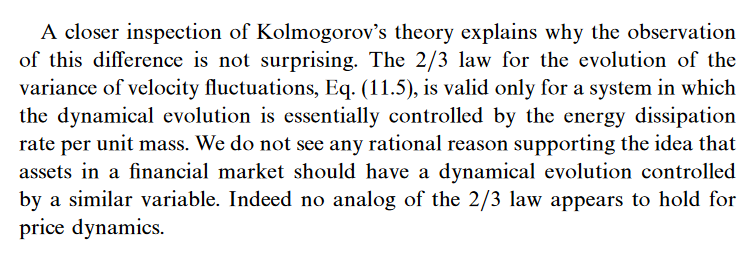 A closer inspection of Kolmogorov’s theory explains why the observation
of this difference is not surprising. The 2/3 law for the evolution of the
variance of velocity fluctuations, Eq. (11.5), is valid only for a system in which
the dynamical evolution is essentially controlled by the energy dissipation
rate per unit mass. We do not see any rational reason supporting the idea that
assets in a financial market should have a dynamical evolution controlled
by a similar variable. Indeed no analog of the 2/3 law appears to hold for
price dynamics.